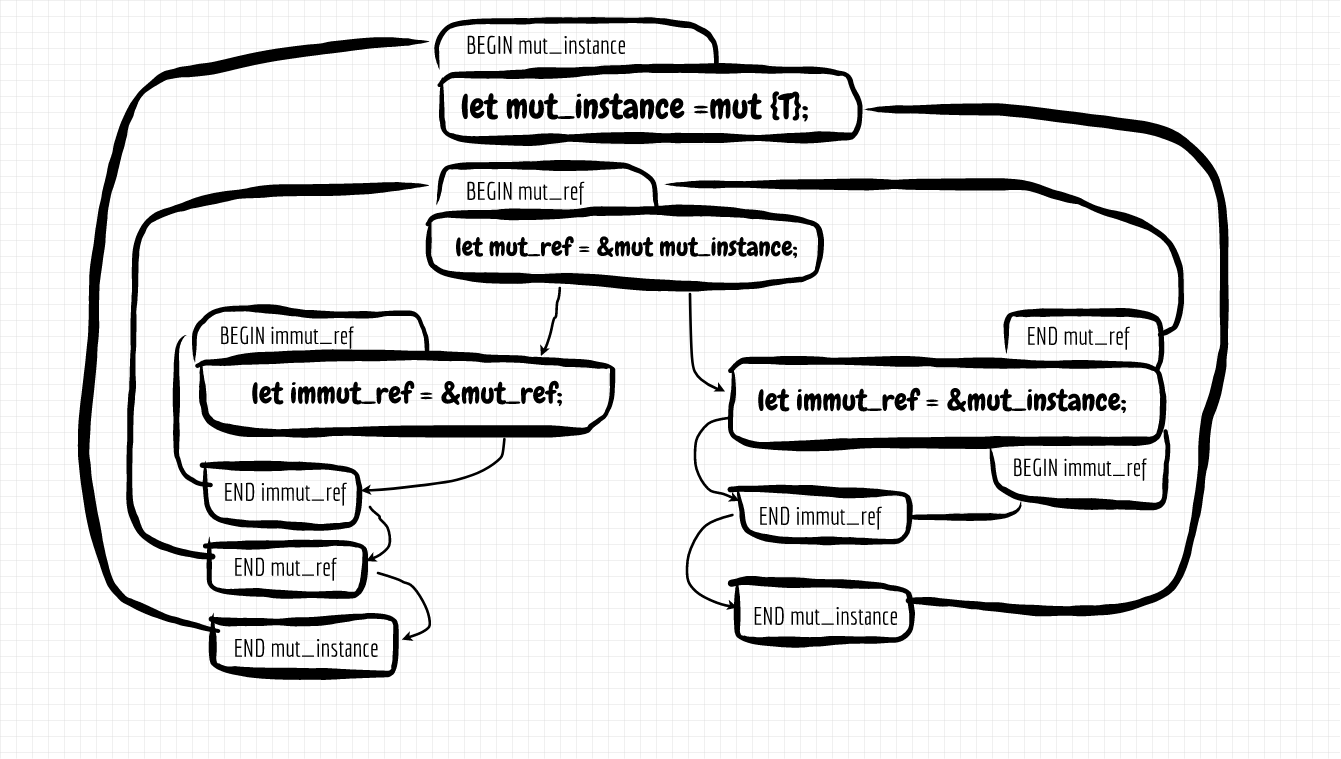 BEGIN mut_instance
let mut_instance =mut {T};
BEGIN mut_ref
let mut_ref = &mut mut_instance;
BEGIN immut_ref
let immut_ref = &mut_ref;
END immut_ref
END mut_ref
END mut_instance
END mut_ref
let immut_ref = &mut_instance;
BEGIN immut_ref
END immut_ref
END mut_instance